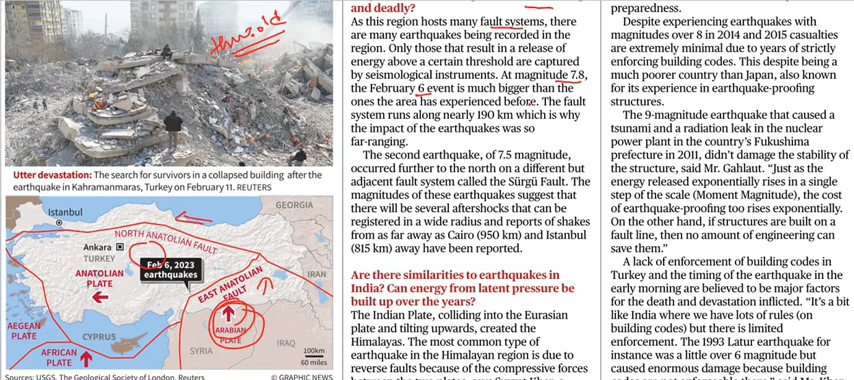 thusold
Utter devastation: The search for survivors in a collapsed building after the
earthquake in Kahramanmaras, Turkey on February 11. REUTERS
GEORGIA
Istanbul
NORTH ANATOLIAN FAULT
Ankara
TURKEY
Feb 6, 2023
earthquakes
ANATOLIAN
PLATE
EAST ANATOLIAN
FAULT
IRAN
AEGEAN
PLATE
CYPRUS
ARABIAN
PLATE
AFRICAN
PLATE
SYRIA
IRAQ
100km
60 miles
Sources: USGS, The Geological Society of London, Reuters
© GRAPHIC NEWS
and deadly?
As this region hosts many fault systems, there
are many earthquakes being recorded in the
region. Only those that result in a release of
energy above a certain threshold are captured
by seismological instruments. At magnitude 7.8,
the February 6 event is much bigger than the
ones the area has experienced before. The fault
system runs along nearly 190 km which is why
the impact of the earthquakes was so
far-ranging.
The second earthquake, of 7.5 magnitude,
occurred further to the north on a different but
adjacent fault system called the Sürgü Fault. The
magnitudes of these earthquakes suggest that
there will be several aftershocks that can be
registered in a wide radius and reports of shakes
from as far away as Cairo (950 km) and Istanbul
(815 km) away have been reported.
Are there similarities to earthquakes in
India? Can energy from latent pressure be
built up over the years?
The Indian Plate, colliding into the Eurasian
plate and tilting upwards, created the
Himalayas. The most common type of
earthquake in the Himalayan region is due to
reverse faults because of the compressive forces
preparedness.
Despite experiencing earthquakes with
magnitudes over 8 in 2014 and 2015 casualties
are extremely minimal due to years of strictly
enforcing building codes. This despite being a
much poorer country than Japan, also known
for its experience in earthquake-proofing
structures.
The 9-magnitude earthquake that caused a
tsunami and a radiation leak in the nuclear
power plant in the country's Fukushima
prefecture in 2011, didn't damage the stability of
the structure, said Mr. Gahlaut. “Just as the
energy released exponentially rises in a single
step of the scale (Moment Magnitude), the cost
of earthquake-proofing too rises exponentially.
On the other hand, if structures are built on a
fault line, then no amount of engineering can
save them.”
A lack of enforcement of building codes in
Turkey and the timing of the earthquake in the
early morning are believed to be major factors
for the death and devastation inflicted. “It's a bit
like India where we have lots of rules (on
building codes) but there is limited
enforcement. The 1993 Latur earthquake for
instance was a little over 6 magnitude but
caused enormous damage because building